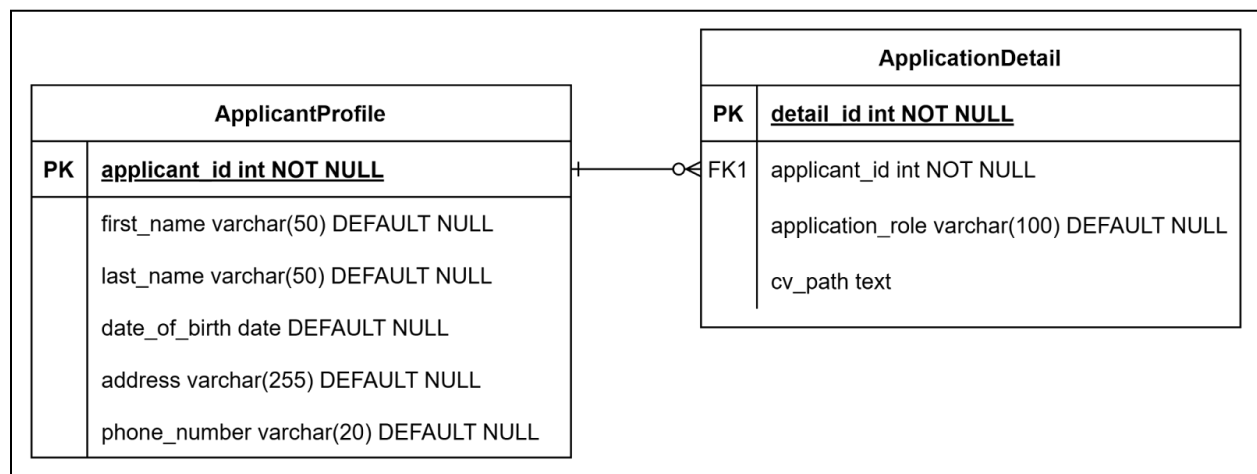 ApplicantProfile
PK applicant_id int NOT NULL
first_name varchar(50) DEFAULT NULL
last_name varchar(50) DEFAULT NULL
date_of_birth date DEFAULT NULL
address varchar(255) DEFAULT NULL
phone_number varchar(20) DEFAULT NULL
ApplicationDetail
PK detail_id int NOT NULL
FK1 applicant_id int NOT NULL
application_role varchar(100) DEFAULT NULL
cv_path text